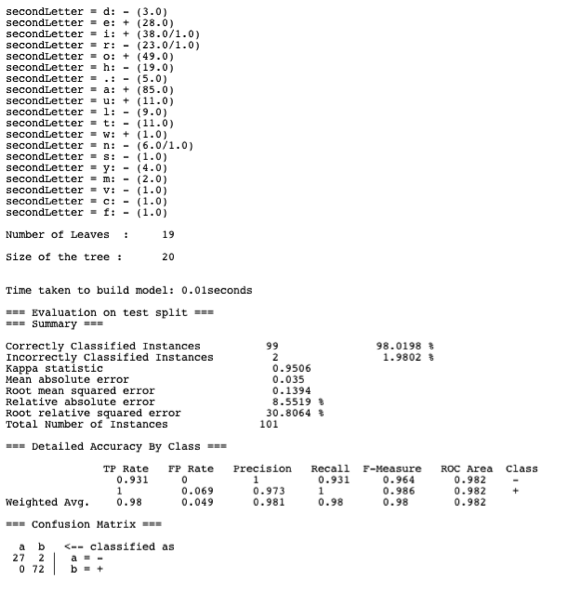 secondLetter = d: - (3.0)
secondLetter = e: + (28.0)
secondLetter = i: + (38.0/1.0)
secondLetter = r: - (23.0/1.0)
secondLetter = o: + (49.0)
secondLetter = h: - (19.0)
secondLetter = .: - (5.0)
secondLetter = a: + (85.0)
secondLetter = u: + (11.0)
secondLetter = l: - (9.0)
secondLetter = t: - (11.0)
secondLetter = w: + (1.0)
secondLetter = n: - (6.0/1.0)
secondLetter = s: - (1.0)
secondLetter = y: - (4.0)
secondLetter = m: - (2.0)
secondLetter = v: - (1.0)
secondLetter = c: - (1.0)
secondLetter = f: - (1.0)
Number of Leaves : 19
Size of the tree : 20
Time taken to build model: 0.01seconds
=== Evaluation on test split ===
=== Summary ===
Correctly Classified Instances 99 98.0198 %
Incorrectly Classified Instances 2 1.9802 %
Kappa statistic 0.9506
Mean absolute error 0.035
Root mean squared error 0.1394
Relative absolute error 8.5519 %
Root relative squared error 30.8064 %
Total Number of Instances 101
=== Detailed Accuracy By Class ===
TP Rate FP Rate Precision Recall F-Measure ROC Area Class
0.931 0 1 0.931 0.964 0.982 -
1 0.069 0.973 1 0.986 0.982 +
Weighted Avg. 0.98 0.049 0.981 0.98 0.98 0.982
=== Confusion Matrix ===
a b <-- classified as
27 2 | a = -
0 72 | b = +